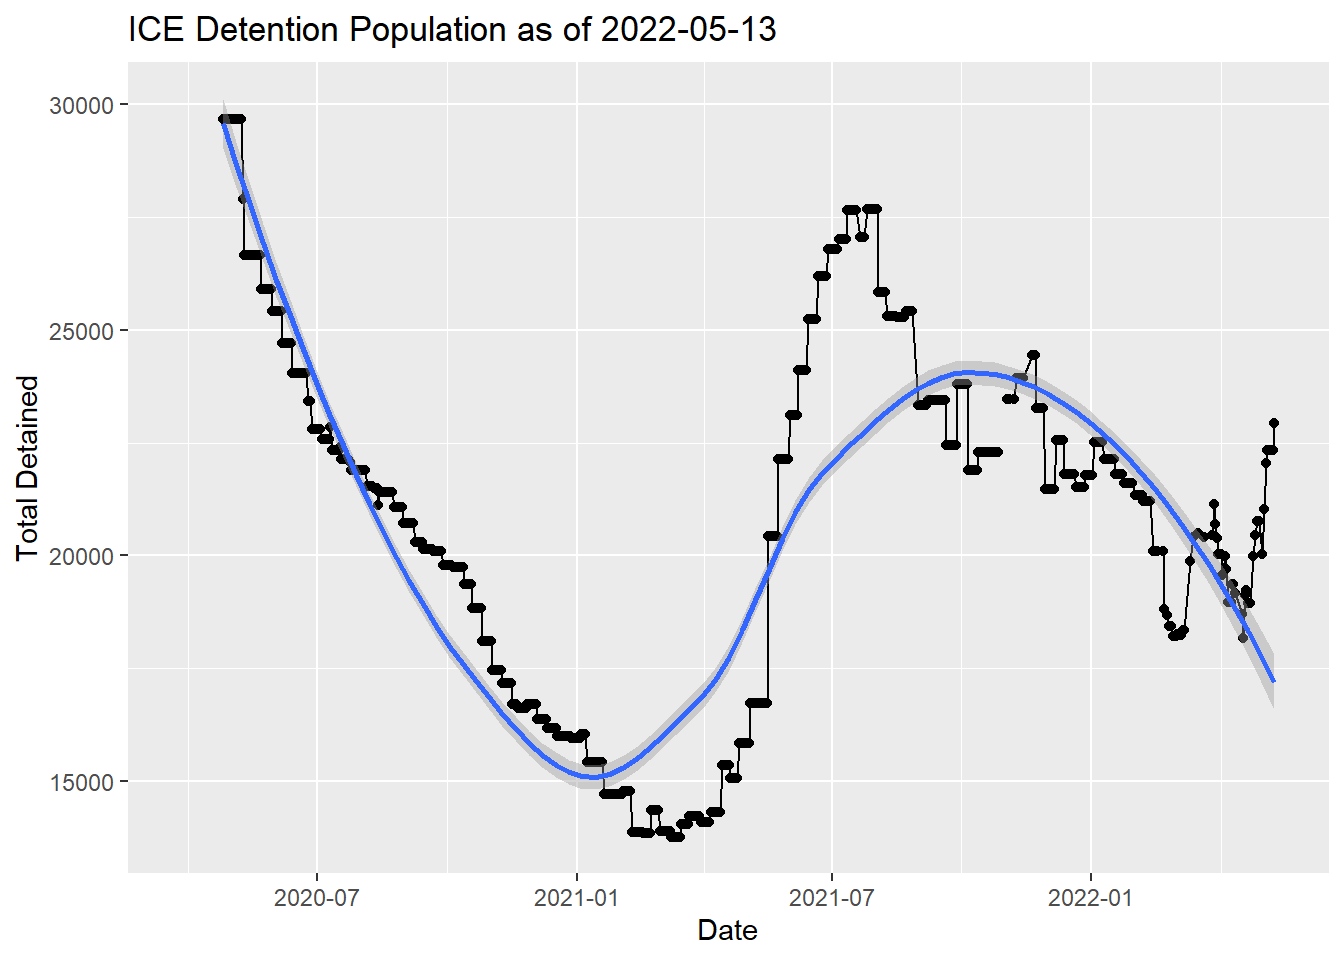 ICE Detention Population as of 2022-05-13
30000
25000
20000
15000
Total Detained
2020-07
2021-01
2021-07
2022-01
Date